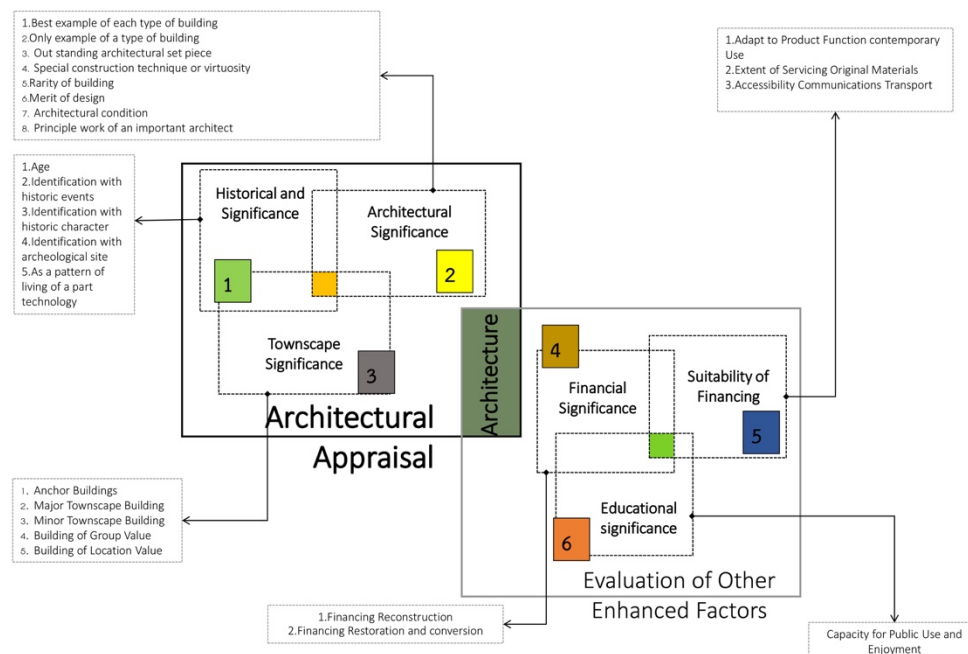 1.Best example of each type of building
2.Only example of a type of building
3. Out standing architectural set piece
4. Special construction technique or virtuosity
5.Rarity of building
6.Merit of design
7. Architectural condition
8. Principle work of an important architect
1.Adapt to Product Function contemporary
Use
2.Extent of Servicing Original Materials
3.Accessibility Communications Transport
1.Age
2.Identification with
historic events
3.Identification with
historic character
4.Identification with
archeological site
5.As a pattern of
living of a part
technology
Historical and
Significance
Architectural
Significance
1
2
Townscape
Significance
3
Architectural
Appraisal
Architecture
4
Financial
Significance
Suitability of
Financing
5
Educational
significance
6
Evaluation of Other
Enhanced Factors
1. Anchor Buildings
2. Major Townscape Building
3. Minor Townscape Building
4. Building of Group Value
5. Building of Location Value
1.Financing Reconstruction
2.Financing Restoration and conversion
Capacity for Public Use and
Enjoyment